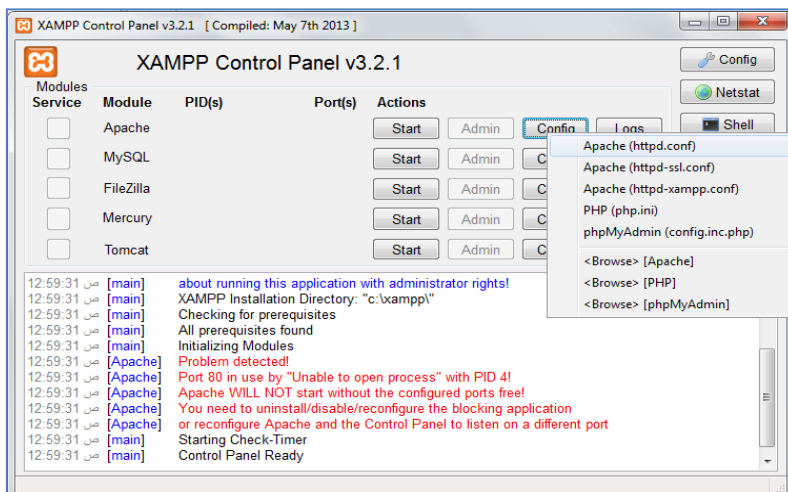 XAMPP Control Panel v3.2.1 [ Compiled: May 7th 2013 ]
XAMPP Control Panel v3.2.1
Config
Netstat
Shell
Modules
Service Module PID(s) Port(s) Actions
Apache Start Admin Config Logs
MySQL Start Admin
FileZilla Start Admin
Mercury Start Admin
Tomcat Start Admin
Apache (httpd.conf)
Apache (httpd-ssl.conf)
Apache (httpd-xampp.conf)
PHP (php.ini)
phpMyAdmin (config.inc.php)
<Browse> [Apache]
<Browse> [PHP]
<Browse> [phpMyAdmin]
12:59:31 ص [main] about running this application with administrator rights!
12:59:31 ص [main] XAMPP Installation Directory: "c:\xampp\"
12:59:31 ص [main] Checking for prerequisites
12:59:31 ص [main] All prerequisites found
12:59:31 ص [main] Initializing Modules
12:59:31 ص [Apache] Problem detected!
12:59:31 ص [Apache] Port 80 in use by "Unable to open process" with PID 4!
12:59:31 ص [Apache] Apache WILL NOT start without the configured ports free!
12:59:31 ص [Apache] You need to uninstall/disable/reconfigure the blocking application
12:59:31 ص [Apache] or reconfigure Apache and the Control Panel to listen on a different port
12:59:31 ص [main] Starting Check-Timer
12:59:31 ص [main] Control Panel Ready